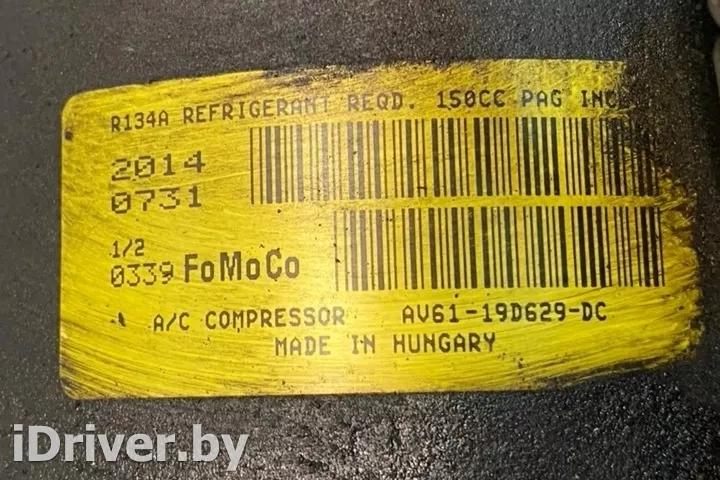 R134A REFRIGERANT REQD. 150CC PAG INC
2014
0731
1/2
0339 FoMoCo
A/C COMPRESSOR AV61-19D629-DC
MADE IN HUNGARY
iDriver.by